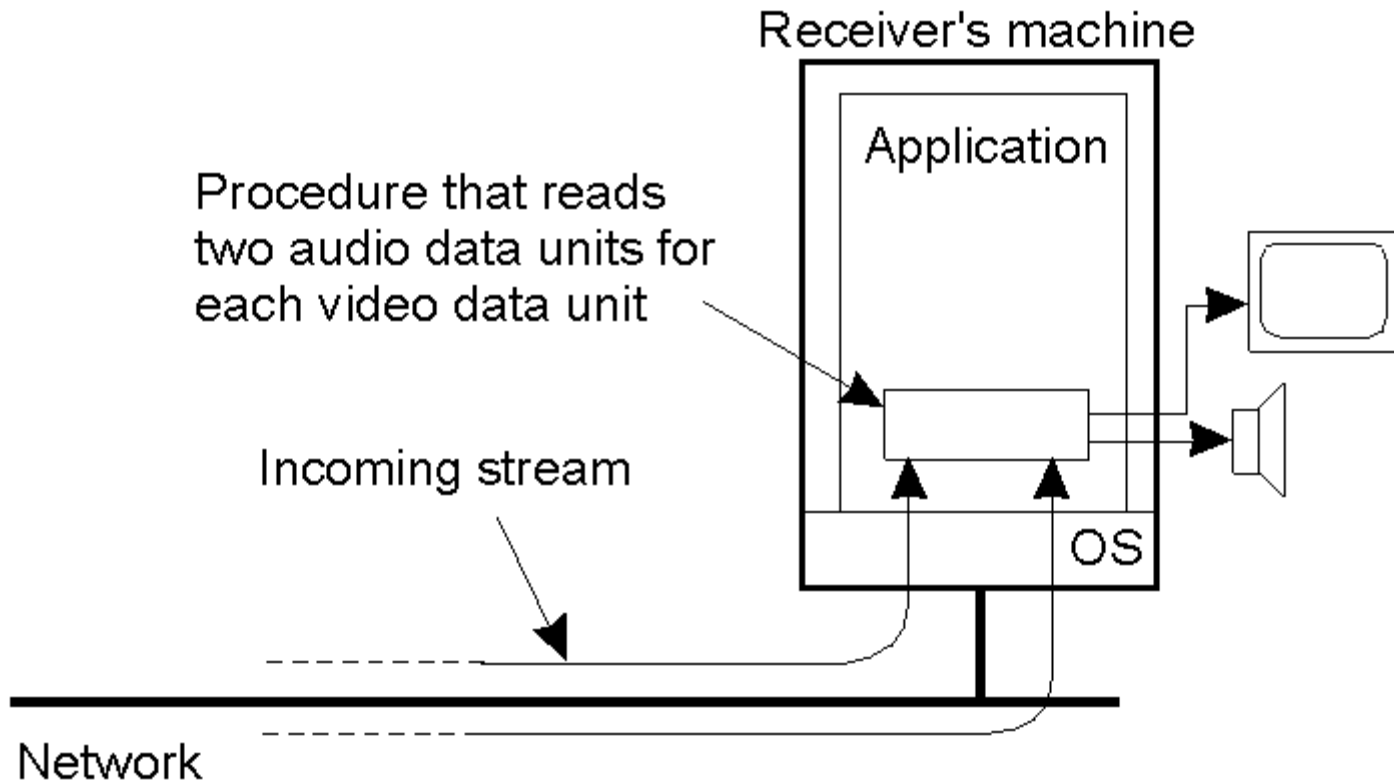 Receiver's machine
Application
Procedure that reads
two audio data units for
each video data unit
Incoming stream
OS
Network